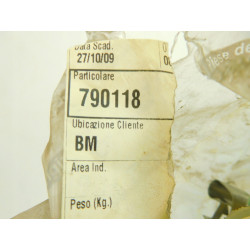 Data Scad.
27/10/09
Particolare
790118
Ubicazione Cliente
BM
Area Ind.
Peso (Kg.)